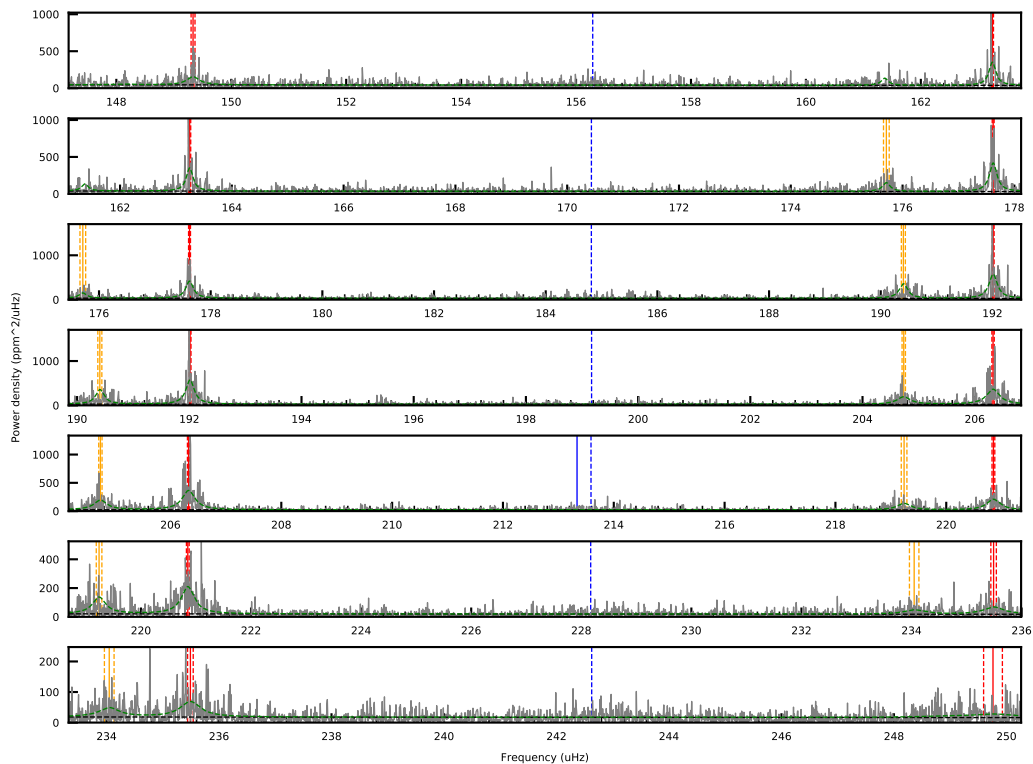 1000
500
0
148 150 152 154 156 158 160 162
1000
500
0
162 164 166 168 170 172 174 176 178
1000
0
176 178 180 182 184 186 188 190 192
Power density (ppm^2/uHz)
1000
0
190 192 194 196 198 200 202 204 206
1000
500
0
206 208 210 212 214 216 218 220
400
200
0
220 222 224 226 228 230 232 234 236
200
100
0
234 236 238 240 242 244 246 248 250
Frequency (uHz)